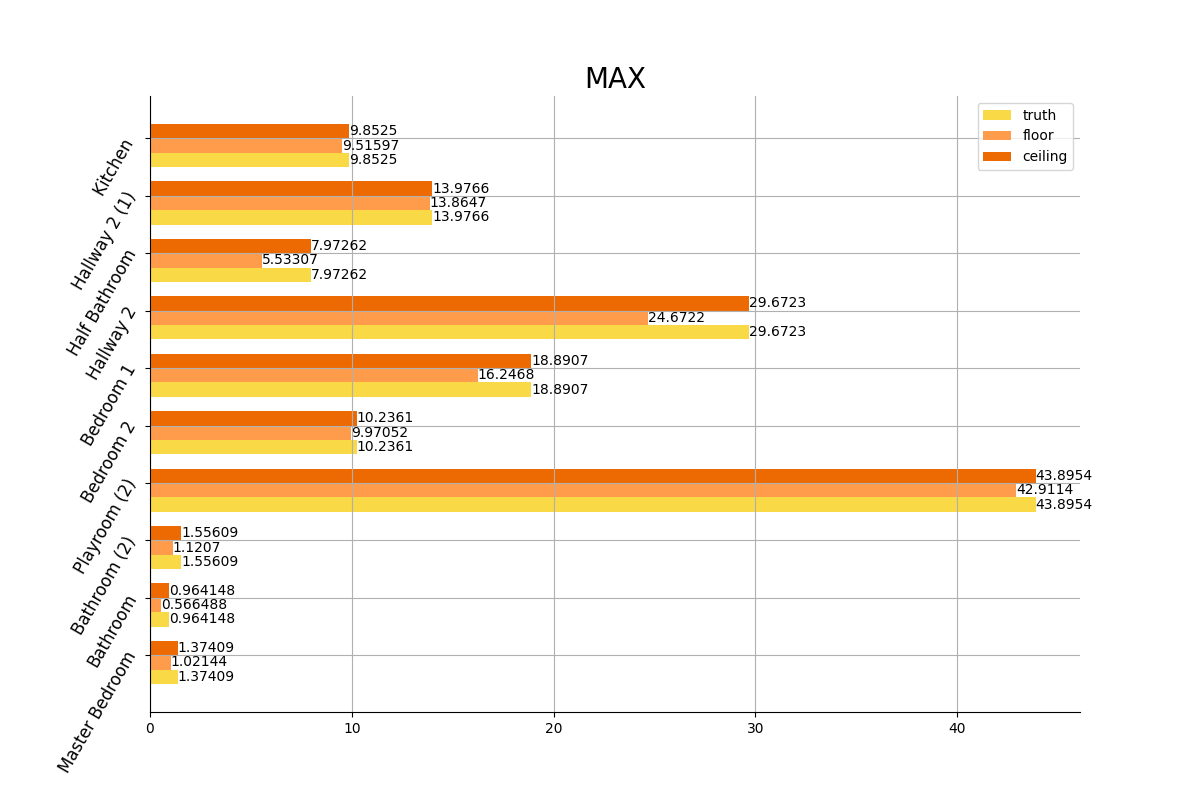 MAX
truth
floor
ceiling
Kitchen
9.8525
9.51597
9.8525
Hallway 2 (1)
13.9766
13.8647
13.9766
Half Bathroom
7.97262
5.53307
7.97262
Hallway 2
29.6723
24.6722
29.6723
Bedroom 1
18.8907
16.2468
18.8907
Bedroom 2
10.2361
9.97052
10.2361
Playroom (2)
43.8954
42.9114
43.8954
Bathroom (2)
1.55609
1.1207
1.55609
Bathroom
0.964148
0.566488
0.964148
Master Bedroom
1.37409
1.02144
1.37409
0 10 20 30 40